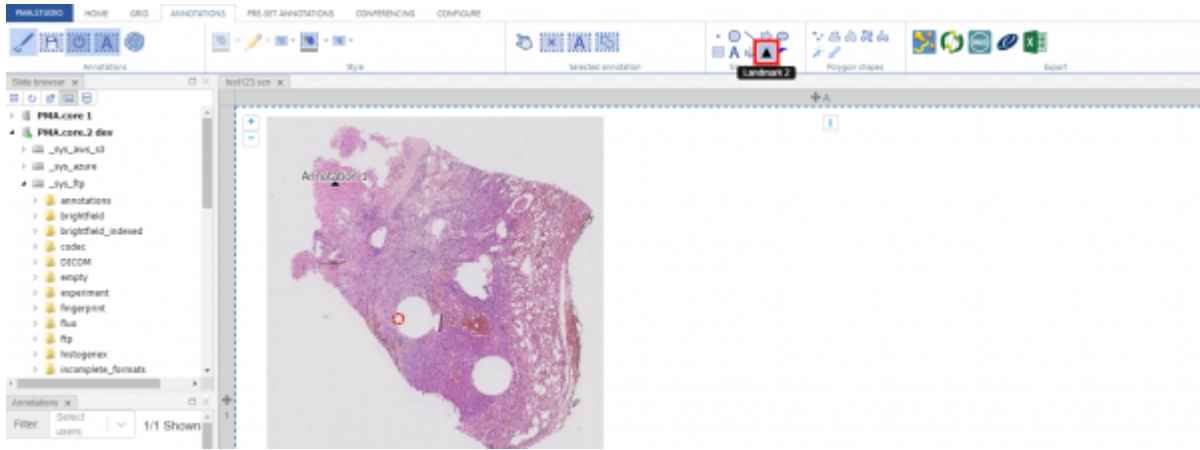 PMA.STUDIO HOME GRID ANNOTATIONS PRE-SET ANNOTATIONS CONFERENCING CONFIGURE
A A A
Annotations Style Selected annotation Polygon shapes Export
Landmark 2
Slide browser test123.scn
A
PMA.core 1
PMA.core.2 dev
_sys_aws_s3
_sys_azure
_sys_ftp
Annotation 1
annotations
brightfield
brightfield_indexed
codec
DICOM
empty
experiment
fingerprint
fluo
ftp
histogenex
incomplete_formats
Annotations
1
Filter: Select users 1/1 Shown